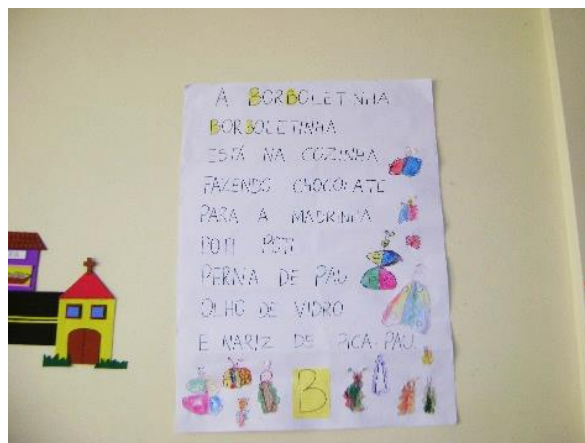 A BORBOLETINHA
BORBOLETINHA
ESTÁ NA COZINHA
FAZENDO CHOCOLATE
PARA A MADRINHA
POTI POTI
PERNA DE PAU
OLHO DE VIDRO
E NARIZ DE PICA PAU.
B